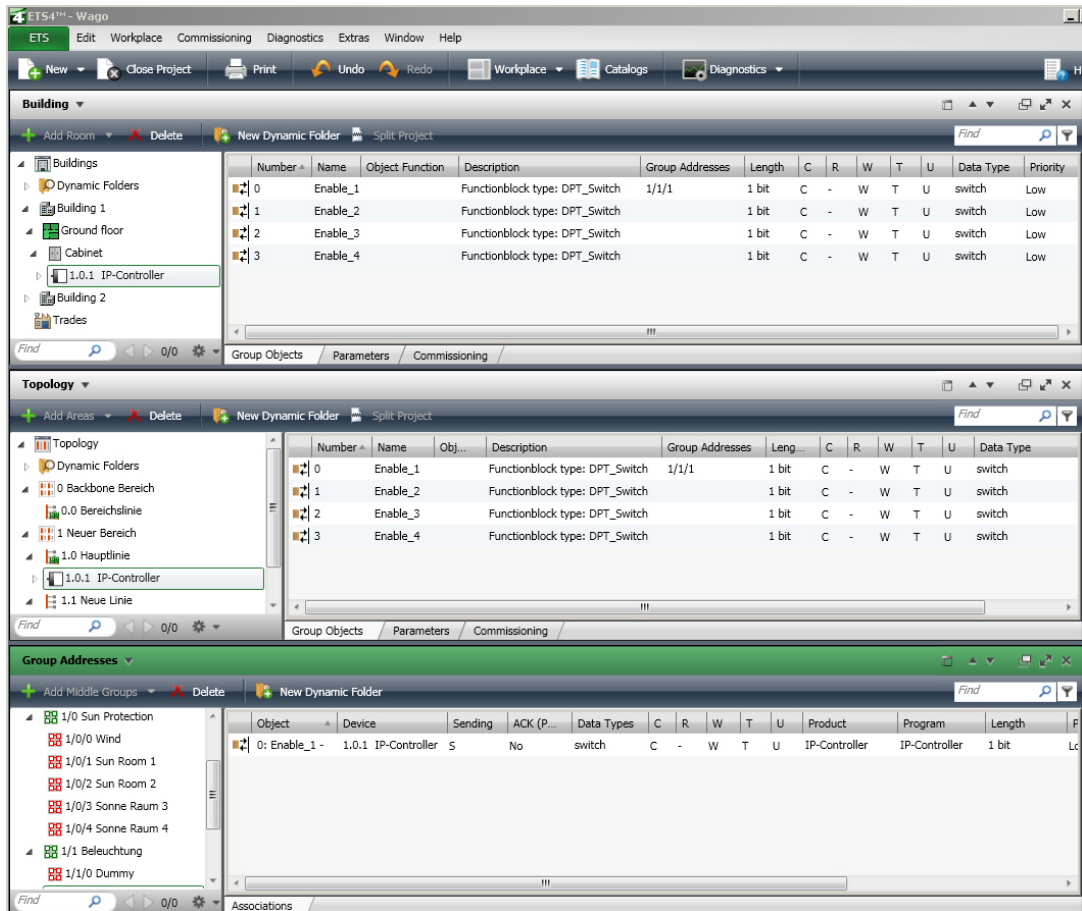 ETS4™ - Wago
ETS Edit Workplace Commissioning Diagnostics Extras Window Help
New Close Project Print Undo Redo Workplace Catalogs Diagnostics H
Building
Add Room Delete New Dynamic Folder Split Project Find
Buildings
Dynamic Folders
Building 1
Ground floor
Cabinet
1.0.1 IP-Controller
Building 2
Trades
Find 0/0
Number Name Object Function Description Group Addresses Length C R W T U Data Type Priority
0 Enable_1 Functionblock type: DPT_Switch 1/1/1 1 bit C - W T U switch Low
1 Enable_2 Functionblock type: DPT_Switch 1 bit C - W T U switch Low
2 Enable_3 Functionblock type: DPT_Switch 1 bit C - W T U switch Low
3 Enable_4 Functionblock type: DPT_Switch 1 bit C - W T U switch Low
Group Objects Parameters Commissioning
Topology
Add Areas Delete New Dynamic Folder Split Project Find
Topology
Dynamic Folders
0 Backbone Bereich
0.0 Bereichslinie
1 Neuer Bereich
1.0 Hauptlinie
1.0.1 IP-Controller
1.1 Neue Linie
Find 0/0
Number Name Obj... Description Group Addresses Leng... C R W T U Data Type
0 Enable_1 Functionblock type: DPT_Switch 1/1/1 1 bit C - W T U switch
1 Enable_2 Functionblock type: DPT_Switch 1 bit C - W T U switch
2 Enable_3 Functionblock type: DPT_Switch 1 bit C - W T U switch
3 Enable_4 Functionblock type: DPT_Switch 1 bit C - W T U switch
Group Objects Parameters Commissioning
Group Addresses
Add Middle Groups Delete New Dynamic Folder Find
1/0 Sun Protection
1/0/0 Wind
1/0/1 Sun Room 1
1/0/2 Sun Room 2
1/0/3 Sonne Raum 3
1/0/4 Sonne Raum 4
1/1 Beleuchtung
1/1/0 Dummy
Find 0/0
Object Device Sending ACK (P... Data Types C R W T U Product Program Length P
0: Enable_1 - 1.0.1 IP-Controller S No switch C - W T U IP-Controller IP-Controller 1 bit Lo
Associations